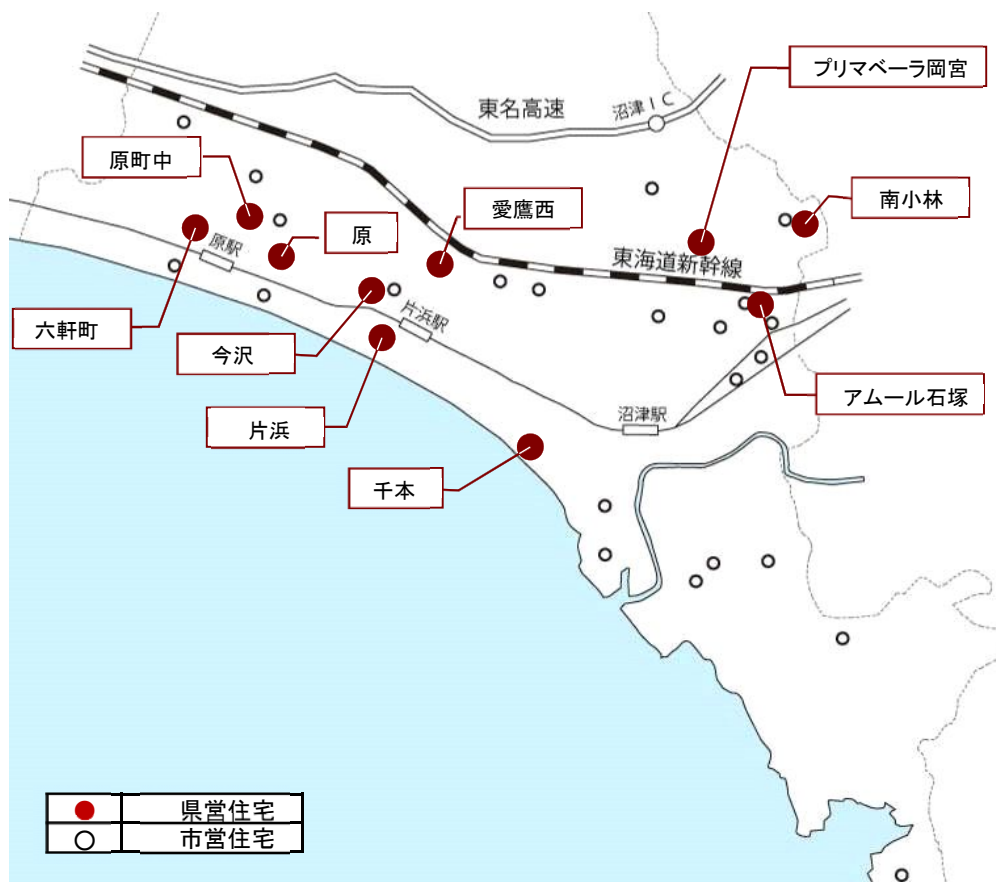 プリマベーラ岡宮
沼津IC
東名高速
原町中
愛鷹西
南小林
原
原駅
東海道新幹線
六軒町
今沢
片浜駅
アムール石塚
片浜
沼津駅
千本
県営住宅
市営住宅